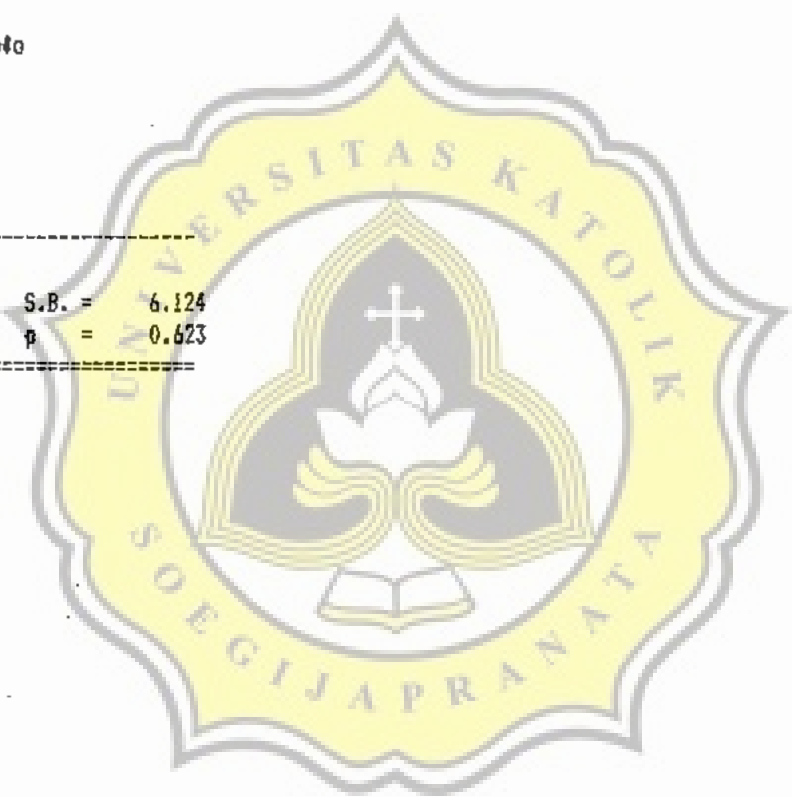 S.B. = 6.124
p = 0.623
UNIVERSITAS KATOLIK
SOEGIJAPRANATA